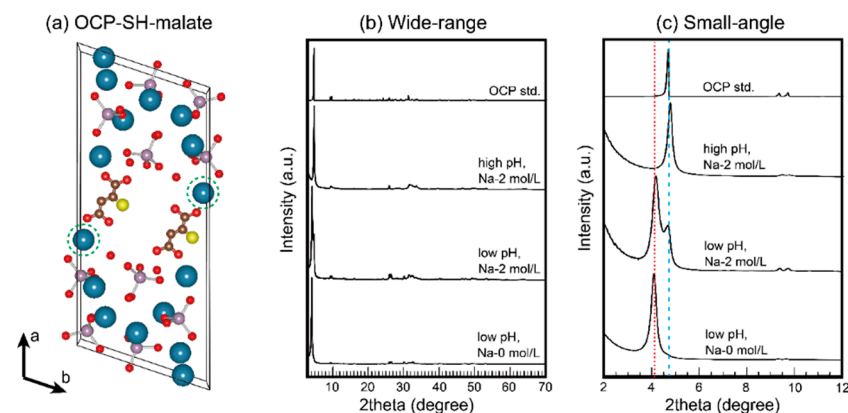 (a) OCP-SH-malate
a
b
(b) Wide-range
Intensity (a.u.)
OCP std.
high pH,
Na-2 mol/L
low pH,
Na-2 mol/L
low pH,
Na-0 mol/L
10 20 30 40 50 60 70
2theta (degree)
(c) Small-angle
Intensity (a.u.)
OCP std.
high pH,
Na-2 mol/L
low pH,
Na-2 mol/L
low pH,
Na-0 mol/L
2 4 6 8 10 12
2theta (degree)